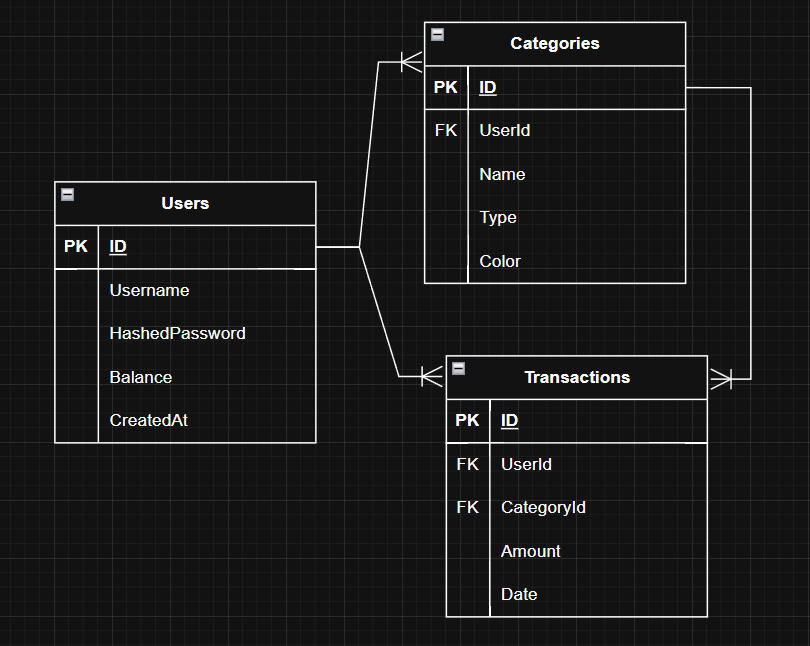 Categories
PK ID
FK UserId
Name
Type
Color
Users
PK ID
Username
HashedPassword
Balance
CreatedAt
Transactions
PK ID
FK UserId
FK CategoryId
Amount
Date